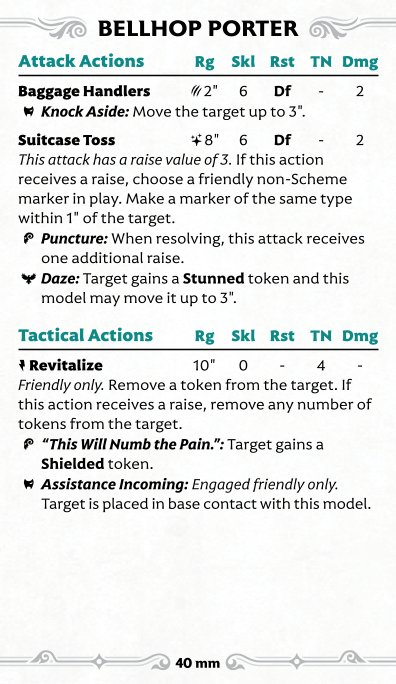 BELLHOP PORTER
Attack Actions Rg Skl Rst TN Dmg
Baggage Handlers 2" 6 Df - 2
Knock Aside: Move the target up to 3".
Suitcase Toss 8" 6 Df - 2
This attack has a raise value of 3. If this action
receives a raise, choose a friendly non-Scheme
marker in play. Make a marker of the same type
within 1" of the target.
Puncture: When resolving, this attack receives
one additional raise.
Daze: Target gains a Stunned token and this
model may move it up to 3".
Tactical Actions Rg Skl Rst TN Dmg
Revitalize 10" 0 - 4 -
Friendly only. Remove a token from the target. If
this action receives a raise, remove any number of
tokens from the target.
“This Will Numb the Pain.”: Target gains a
Shielded token.
Assistance Incoming: Engaged friendly only.
Target is placed in base contact with this model.
40 mm